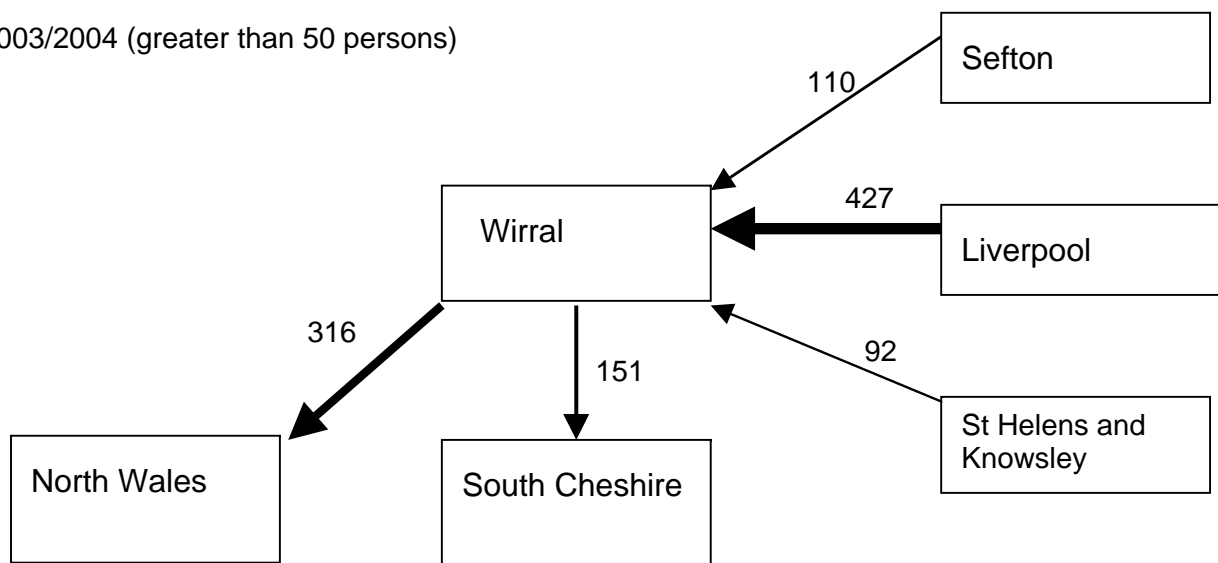 003/2004 (greater than 50 persons)
Sefton
110
427
Wirral
Liverpool
316
92
151
St Helens and
Knowsley
North Wales
South Cheshire